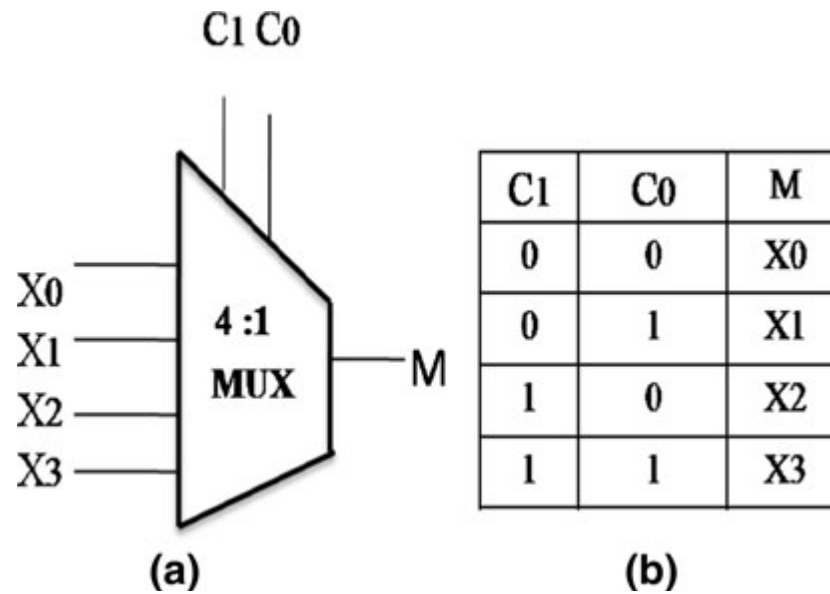 C1 C0
X0
X1
X2
X3
4 :1
MUX
M
(a)
C1 C0 M
0 0 X0
0 1 X1
1 0 X2
1 1 X3
(b)